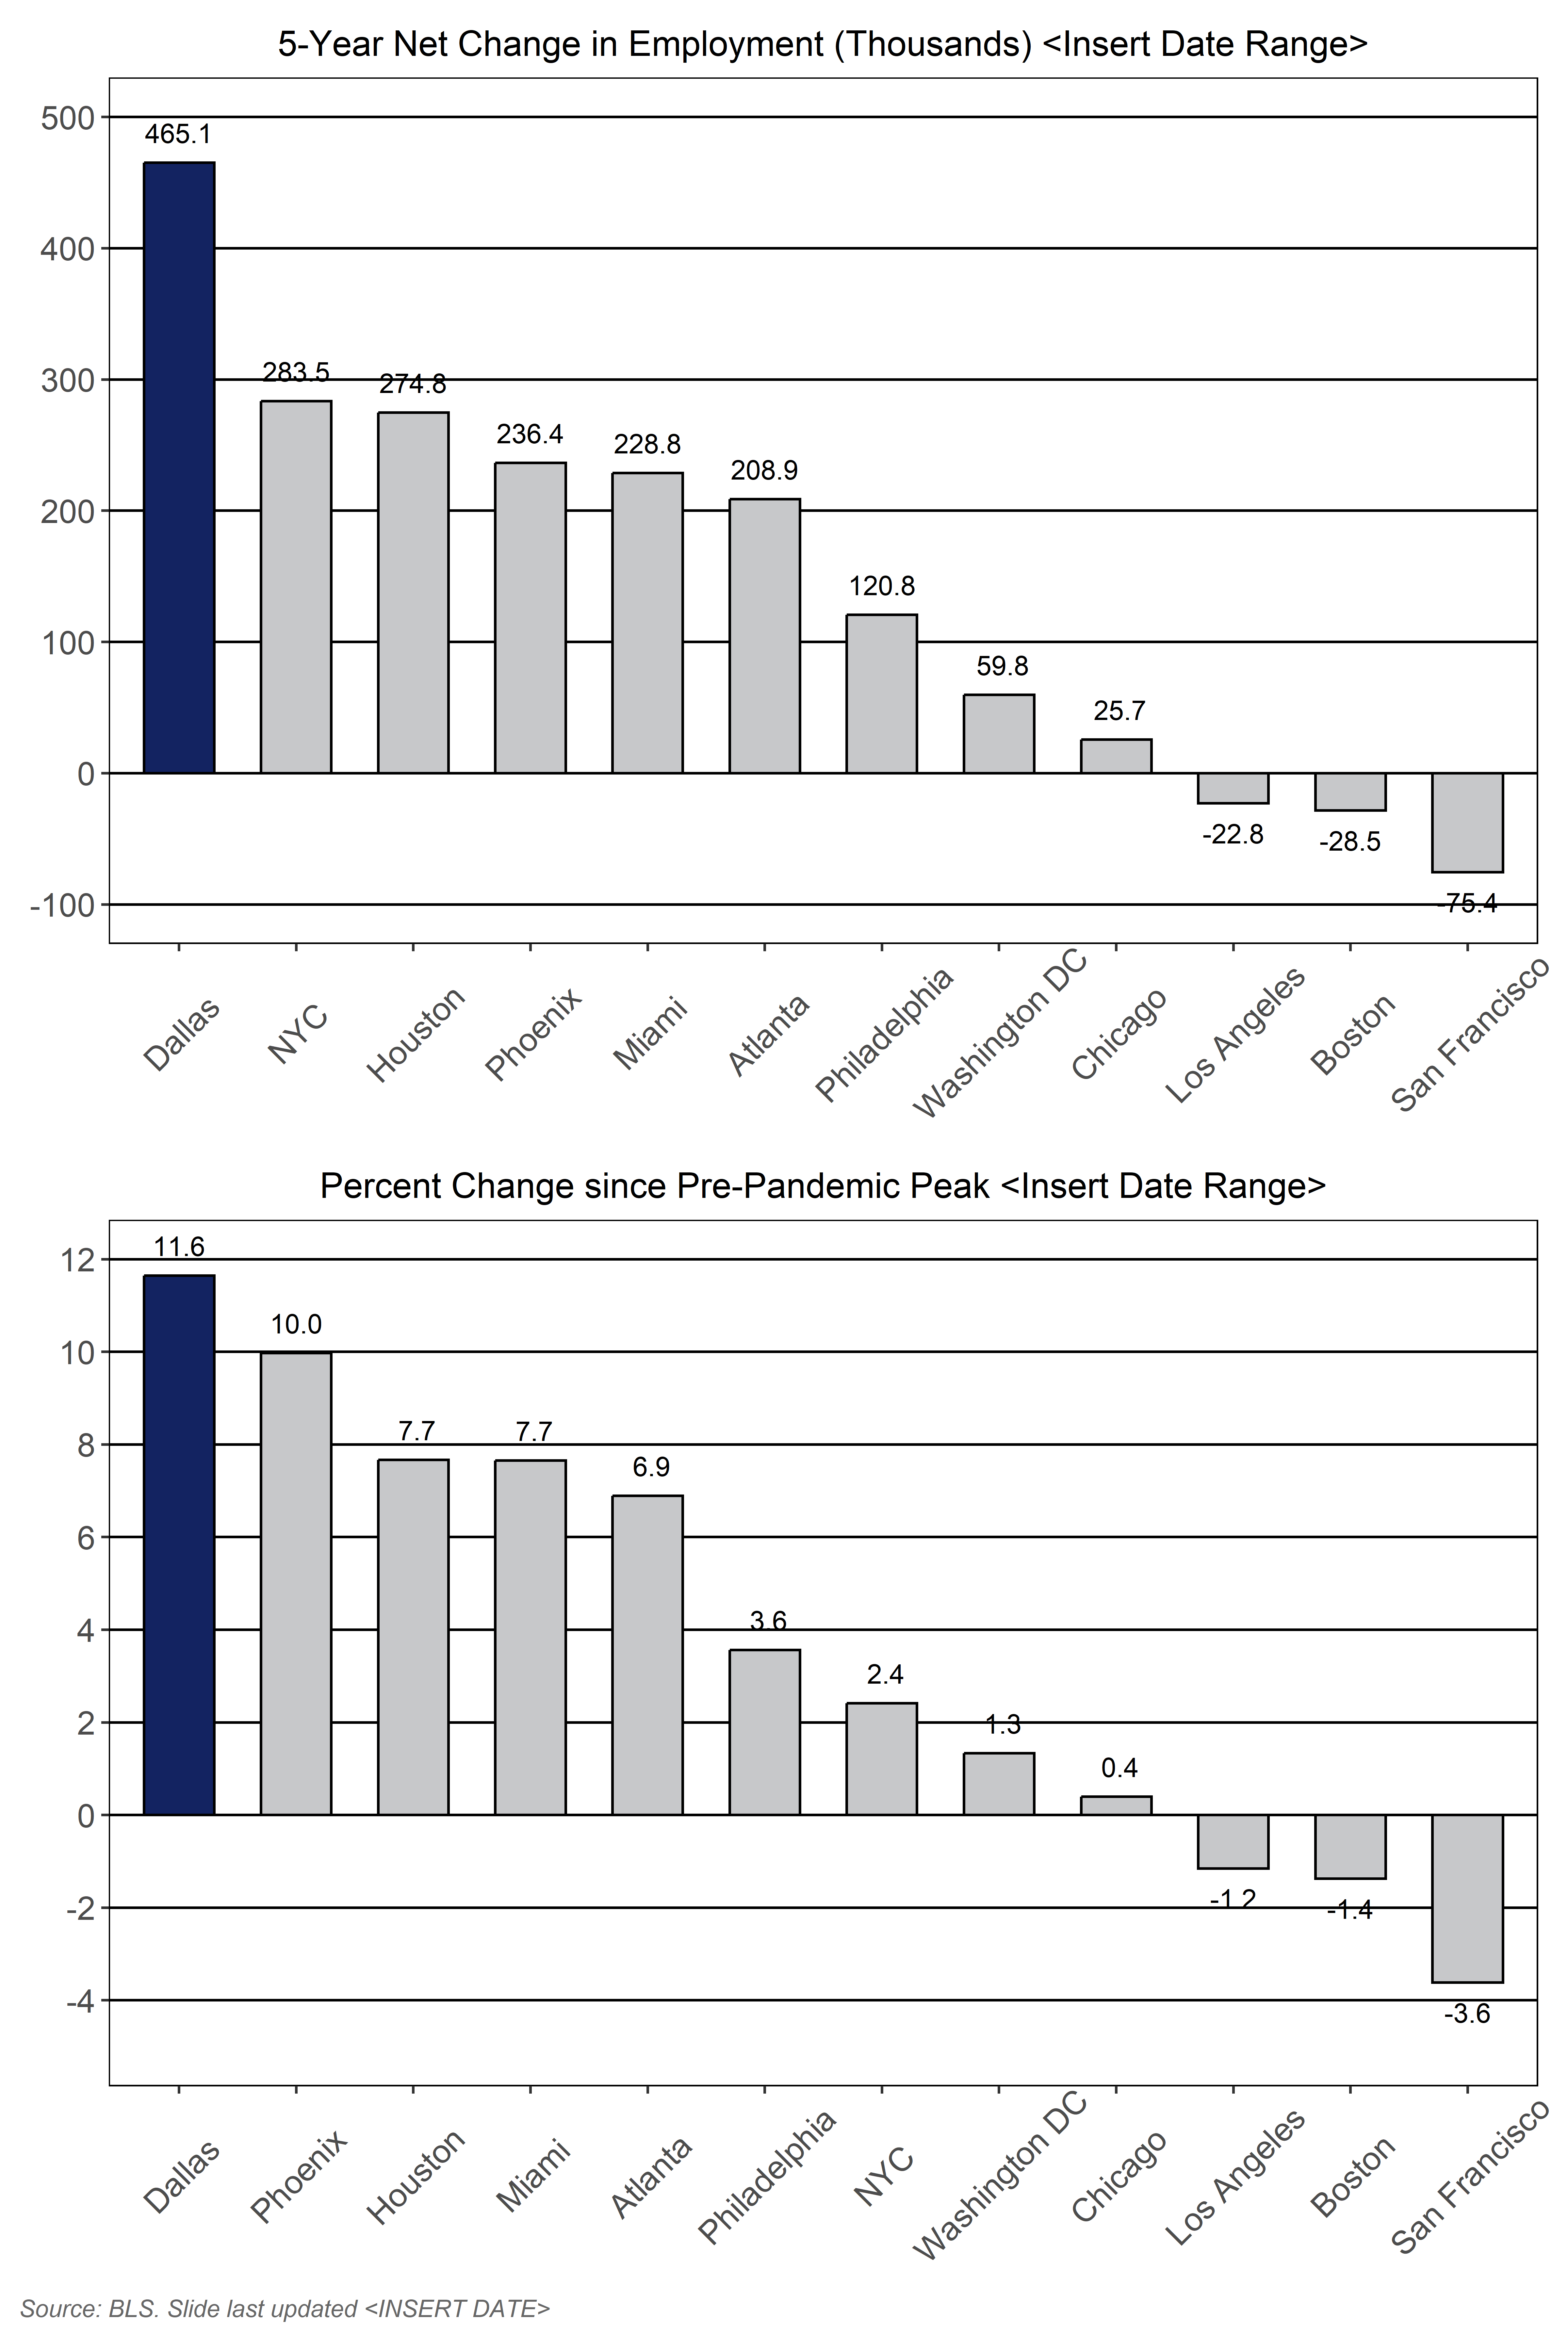 5-Year Net Change in Employment (Thousands) <Insert Date Range>
500
465.1
400
300
283.5
274.8
236.4
228.8
208.9
200
120.8
100
59.8
25.7
0
-22.8
-28.5
-75.4
-100
Dallas
NYC
Houston
Phoenix
Miami
Atlanta
Philadelphia
Washington DC
Chicago
Los Angeles
Boston
San Francisco
Percent Change since Pre-Pandemic Peak <Insert Date Range>
11.6
12
10.0
10
7.7
7.7
8
6.9
6
3.6
4
2.4
2
1.3
0.4
0
-1.2
-1.4
-2
-3.6
-4
Dallas
Phoenix
Houston
Miami
Atlanta
Philadelphia
NYC
Washington DC
Chicago
Los Angeles
Boston
San Francisco
Source: BLS. Slide last updated <INSERT DATE>